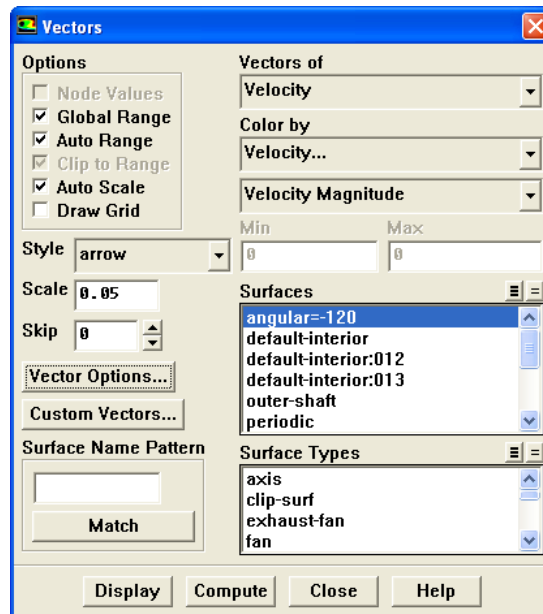 Vectors
Options
Node Values
Global Range
Auto Range
Clip to Range
Auto Scale
Draw Grid
Style arrow
Scale 0.05
Skip 0
Vector Options...
Custom Vectors...
Surface Name Pattern
Match
Vectors of
Velocity
Color by
Velocity...
Velocity Magnitude
Min Max
0 0
Surfaces
angular=-120
default-interior
default-interior:012
default-interior:013
outer-shaft
periodic
Surface Types
axis
clip-surf
exhaust-fan
fan
Display Compute Close Help